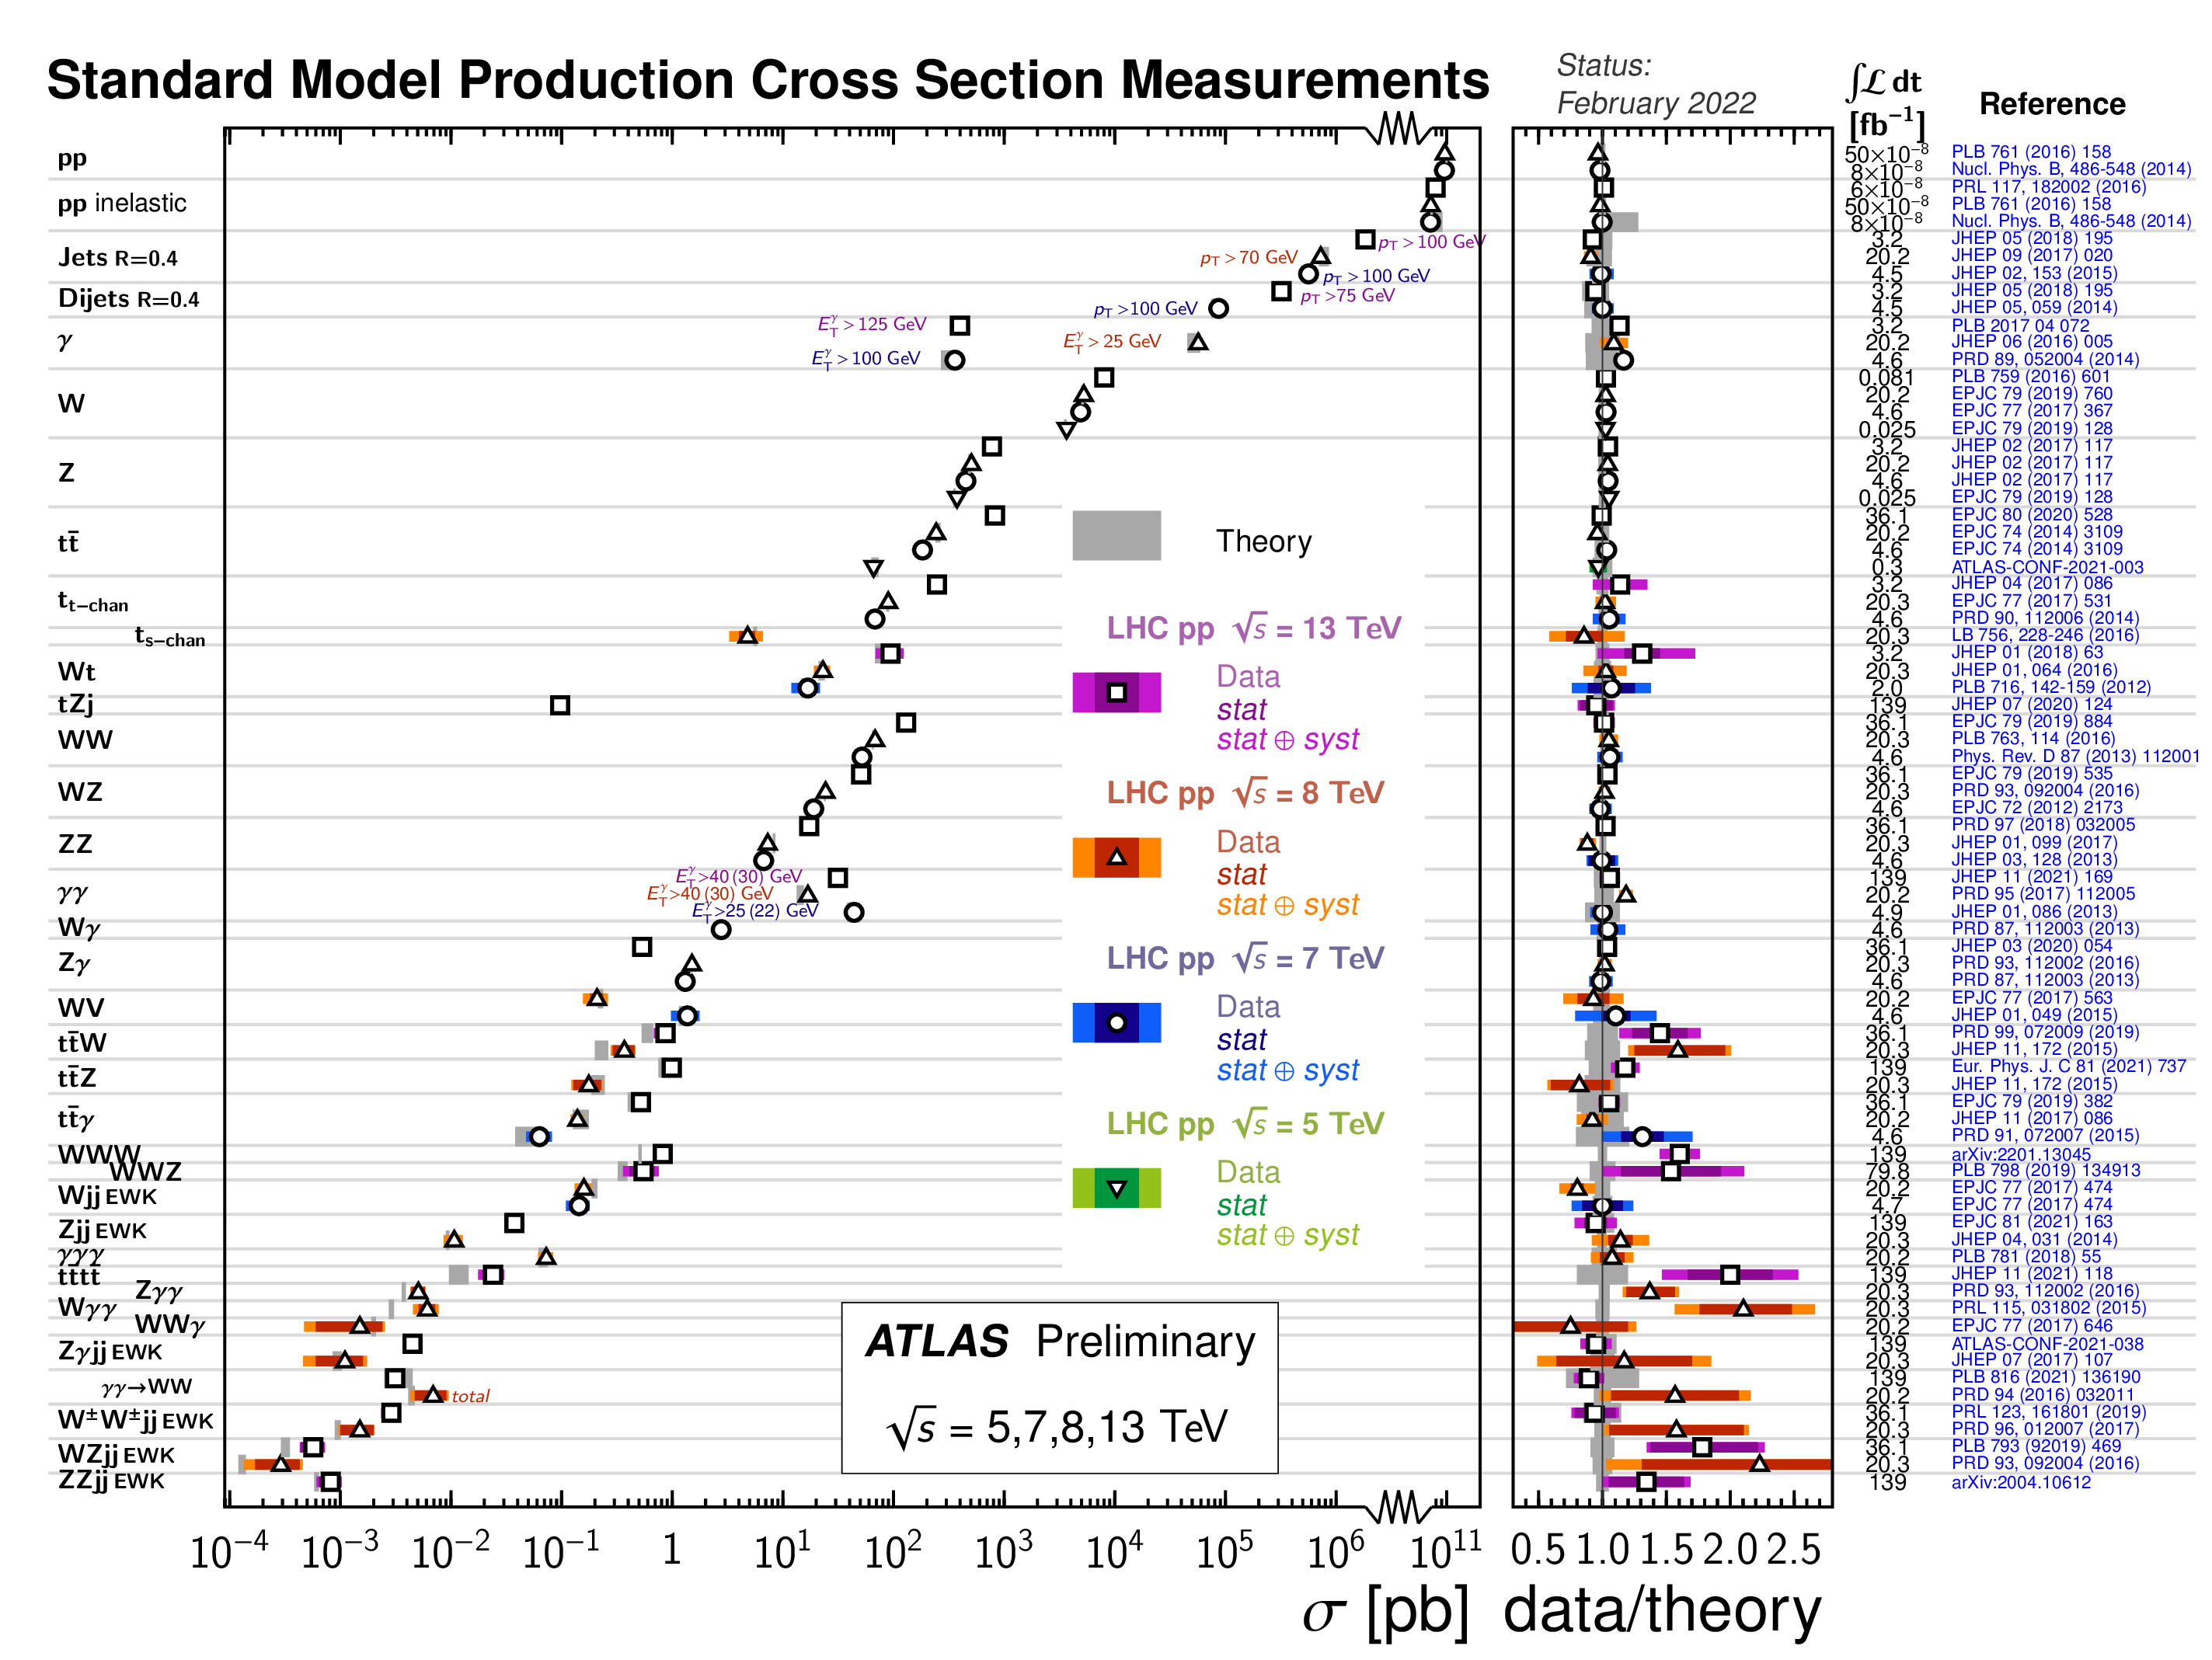 Standard Model Production Cross Section Measurements
Status:
February 2022
∫ℒ dt
[fb⁻¹]
Reference
pp
50×10⁻⁸ PLB 761 (2016) 158
8×10⁻⁸ Nucl. Phys. B, 486-548 (2014)
pp inelastic
6×10⁻⁸ PRL 117, 182002 (2016)
50×10⁻⁸ PLB 761 (2016) 158
8×10⁻⁸ Nucl. Phys. B, 486-548 (2014)
Jets R=0.4
pT > 100 GeV 3.2 JHEP 05 (2018) 195
pT > 70 GeV 20.2 JHEP 09 (2017) 020
pT > 100 GeV 4.5 JHEP 02, 153 (2015)
Dijets R=0.4
pT >75 GeV 3.2 JHEP 05 (2018) 195
pT >100 GeV 4.5 JHEP 05, 059 (2014)
γ
E_T^γ > 125 GeV 3.2 PLB 2017 04 072
E_T^γ > 25 GeV 20.2 JHEP 06 (2016) 005
E_T^γ > 100 GeV 4.6 PRD 89, 052004 (2014)
W
0.081 PLB 759 (2016) 601
20.2 EPJC 79 (2019) 760
4.6 EPJC 77 (2017) 367
0.025 EPJC 79 (2019) 128
Z
3.2 JHEP 02 (2017) 117
20.2 JHEP 02 (2017) 117
4.6 JHEP 02 (2017) 117
0.025 EPJC 79 (2019) 128
tt̄
36.1 EPJC 80 (2020) 528
20.2 EPJC 74 (2014) 3109
4.6 EPJC 74 (2014) 3109
0.3 ATLAS-CONF-2021-003
t t−chan
3.2 JHEP 04 (2017) 086
20.3 EPJC 77 (2017) 531
4.6 PRD 90, 112006 (2014)
t s−chan
20.3 LB 756, 228-246 (2016)
Wt
3.2 JHEP 01 (2018) 63
20.3 JHEP 01, 064 (2016)
2.0 PLB 716, 142-159 (2012)
tZj
139 JHEP 07 (2020) 124
WW
36.1 EPJC 79 (2019) 884
20.3 PLB 763, 114 (2016)
4.6 Phys. Rev. D 87 (2013) 112001
WZ
36.1 EPJC 79 (2019) 535
20.3 PRD 93, 092004 (2016)
4.6 EPJC 72 (2012) 2173
ZZ
36.1 PRD 97 (2018) 032005
20.3 JHEP 01, 099 (2017)
4.6 JHEP 03, 128 (2013)
γγ
E_T^γ>40 (30) GeV 139 JHEP 11 (2021) 169
E_T^γ>40 (30) GeV 20.2 PRD 95 (2017) 112005
E_T^γ>25 (22) GeV 4.9 JHEP 01, 086 (2013)
Wγ
4.6 PRD 87, 112003 (2013)
Zγ
36.1 JHEP 03 (2020) 054
20.3 PRD 93, 112002 (2016)
4.6 PRD 87, 112003 (2013)
WV
20.2 EPJC 77 (2017) 563
4.6 JHEP 01, 049 (2015)
tt̄W
36.1 PRD 99, 072009 (2019)
20.3 JHEP 11, 172 (2015)
tt̄Z
139 Eur. Phys. J. C 81 (2021) 737
20.3 JHEP 11, 172 (2015)
tt̄γ
36.1 EPJC 79 (2019) 382
20.2 JHEP 11 (2017) 086
4.6 PRD 91, 072007 (2015)
WWW
139 arXiv:2201.13045
WWZ
79.8 PLB 798 (2019) 134913
Wjj EWK
20.2 EPJC 77 (2017) 474
4.7 EPJC 77 (2017) 474
Zjj EWK
139 EPJC 81 (2021) 163
20.3 JHEP 04, 031 (2014)
γγγ
20.2 PLB 781 (2018) 55
tttt
139 JHEP 11 (2021) 118
Zγγ
20.3 PRD 93, 112002 (2016)
Wγγ
20.3 PRL 115, 031802 (2015)
WWγ
20.2 EPJC 77 (2017) 646
Zγjj EWK
139 ATLAS-CONF-2021-038
20.3 JHEP 07 (2017) 107
γγ→WW
139 PLB 816 (2021) 136190
total 20.2 PRD 94 (2016) 032011
W±W±jj EWK
36.1 PRL 123, 161801 (2019)
20.3 PRD 96, 012007 (2017)
WZjj EWK
36.1 PLB 793 (92019) 469
20.3 PRD 93, 092004 (2016)
ZZjj EWK
139 arXiv:2004.10612
Theory
LHC pp √s = 13 TeV
Data
stat
stat ⊕ syst
LHC pp √s = 8 TeV
Data
stat
stat ⊕ syst
LHC pp √s = 7 TeV
Data
stat
stat ⊕ syst
LHC pp √s = 5 TeV
Data
stat
stat ⊕ syst
ATLAS Preliminary
√s = 5,7,8,13 TeV
10⁻⁴ 10⁻³ 10⁻² 10⁻¹ 1 10¹ 10² 10³ 10⁴ 10⁵ 10⁶ 10¹¹
0.5 1.0 1.5 2.0 2.5
σ [pb]
data/theory